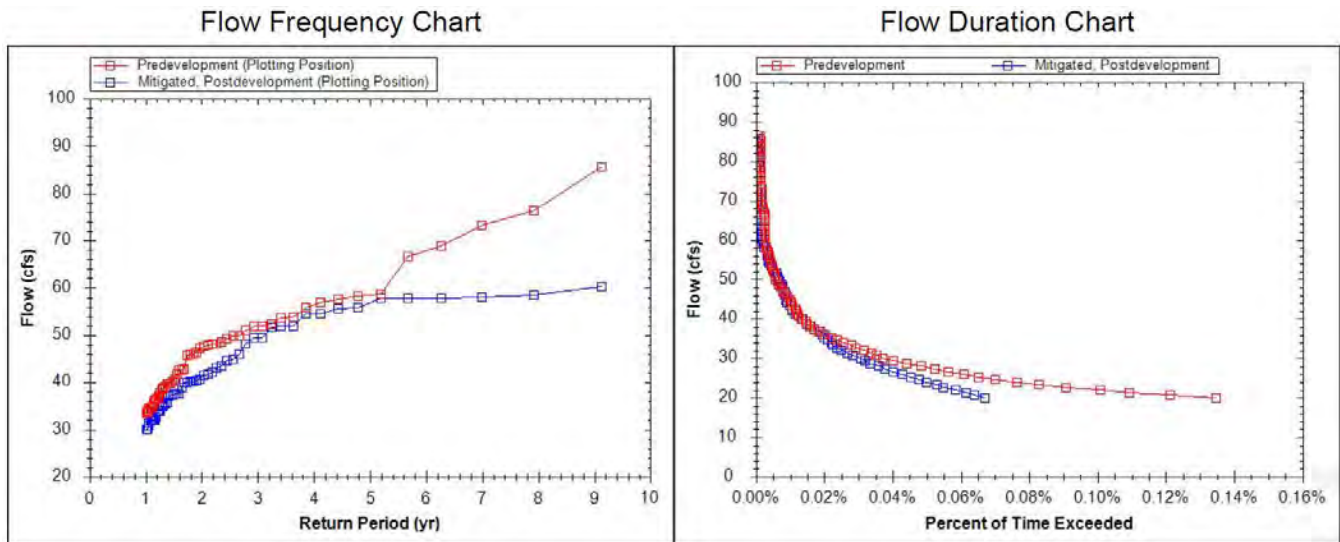 Flow Frequency Chart
Predevelopment (Plotting Position)
Mitigated, Postdevelopment (Plotting Position)
100
90
80
70
60
50
40
30
20
Flow (cfs)
0 1 2 3 4 5 6 7 8 9 10
Return Period (yr)
Flow Duration Chart
Predevelopment Mitigated, Postdevelopment
100
90
80
70
60
50
40
30
20
10
0
Flow (cfs)
0.00% 0.02% 0.04% 0.06% 0.08% 0.10% 0.12% 0.14% 0.16%
Percent of Time Exceeded